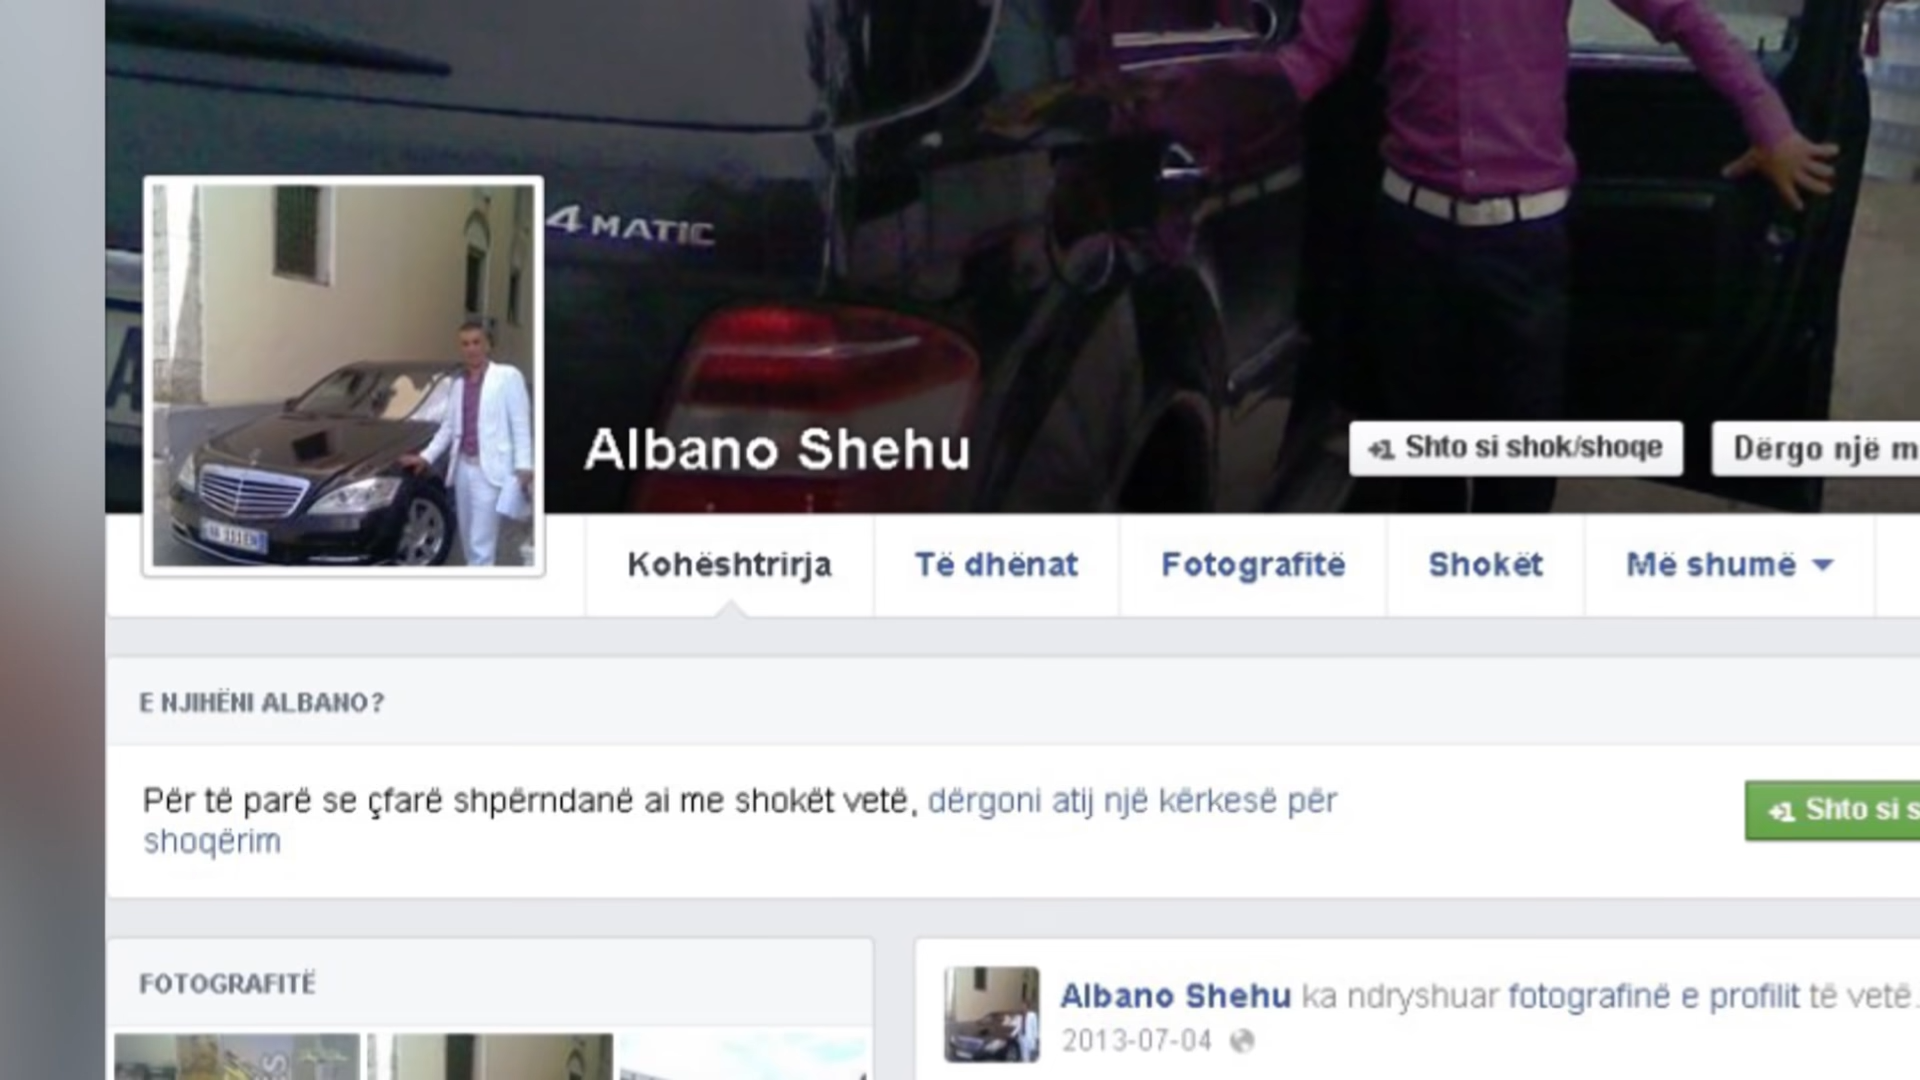 4MATIC
Albano Shehu
+1 Shto si shok/shoqe
Dërgo një m
Kohështrirja
Të dhënat
Fotografitë
Shokët
Më shumë
E NJIHËNI ALBANO?
Për të parë se çfarë shpërndanë ai me shokët vetë, dërgoni atij një kërkesë për
shoqërim
+1 Shto si s
FOTOGRAFITË
Albano Shehu ka ndryshuar fotografinë e profilit të vetë.
2013-07-04